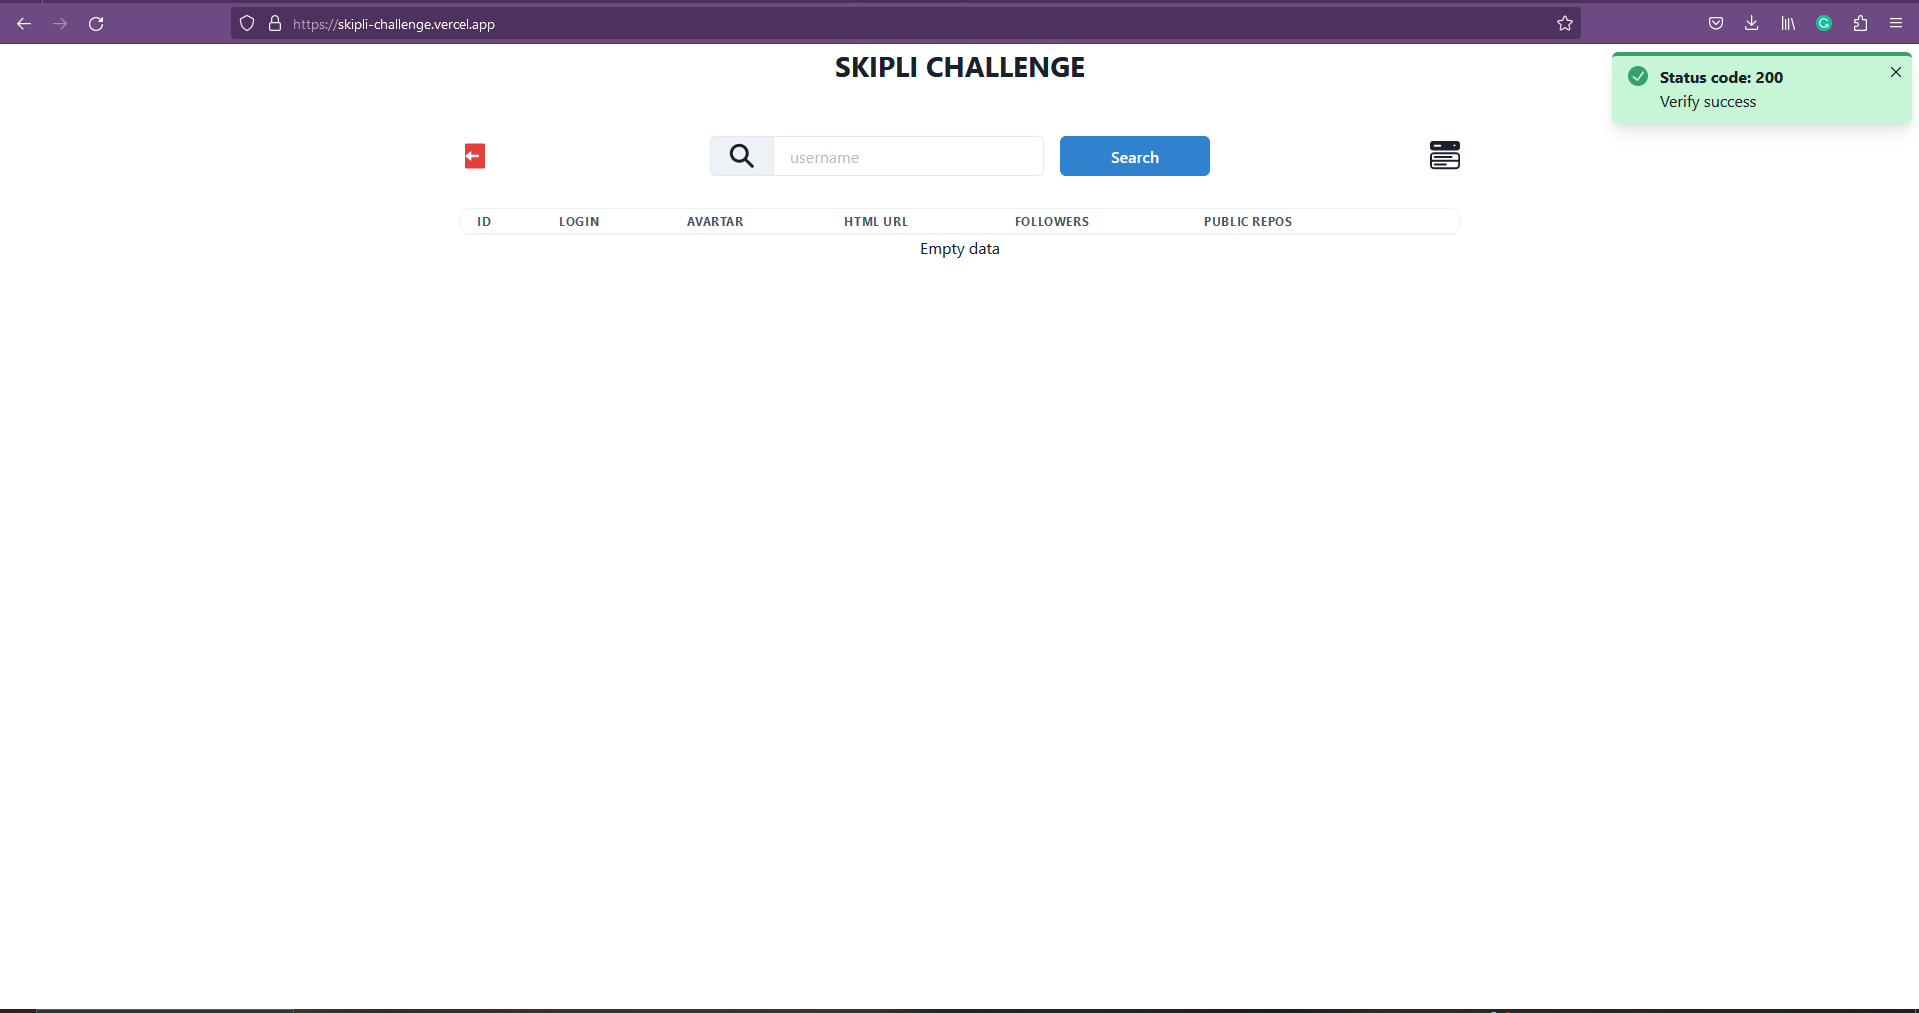 https://skipli-challenge.vercel.app
SKIPLI CHALLENGE
Status code: 200
Verify success
username
Search
ID LOGIN AVARTAR HTML URL FOLLOWERS PUBLIC REPOS
Empty data